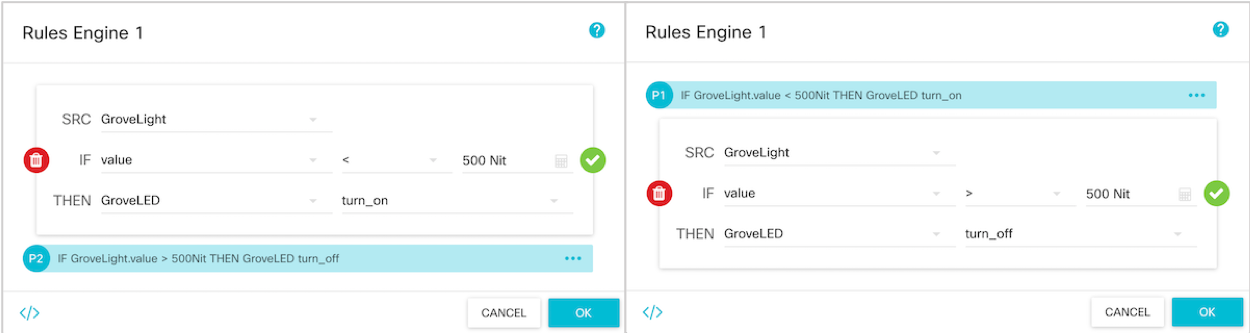 Rules Engine 1
?
SRC GroveLight
IF value < 500 Nit
THEN GroveLED turn_on
P2 IF GroveLight.value > 500Nit THEN GroveLED turn_off
</>
CANCEL OK
Rules Engine 1
?
P1 IF GroveLight.value < 500Nit THEN GroveLED turn_on
SRC GroveLight
IF value > 500 Nit
THEN GroveLED turn_off
</>
CANCEL OK